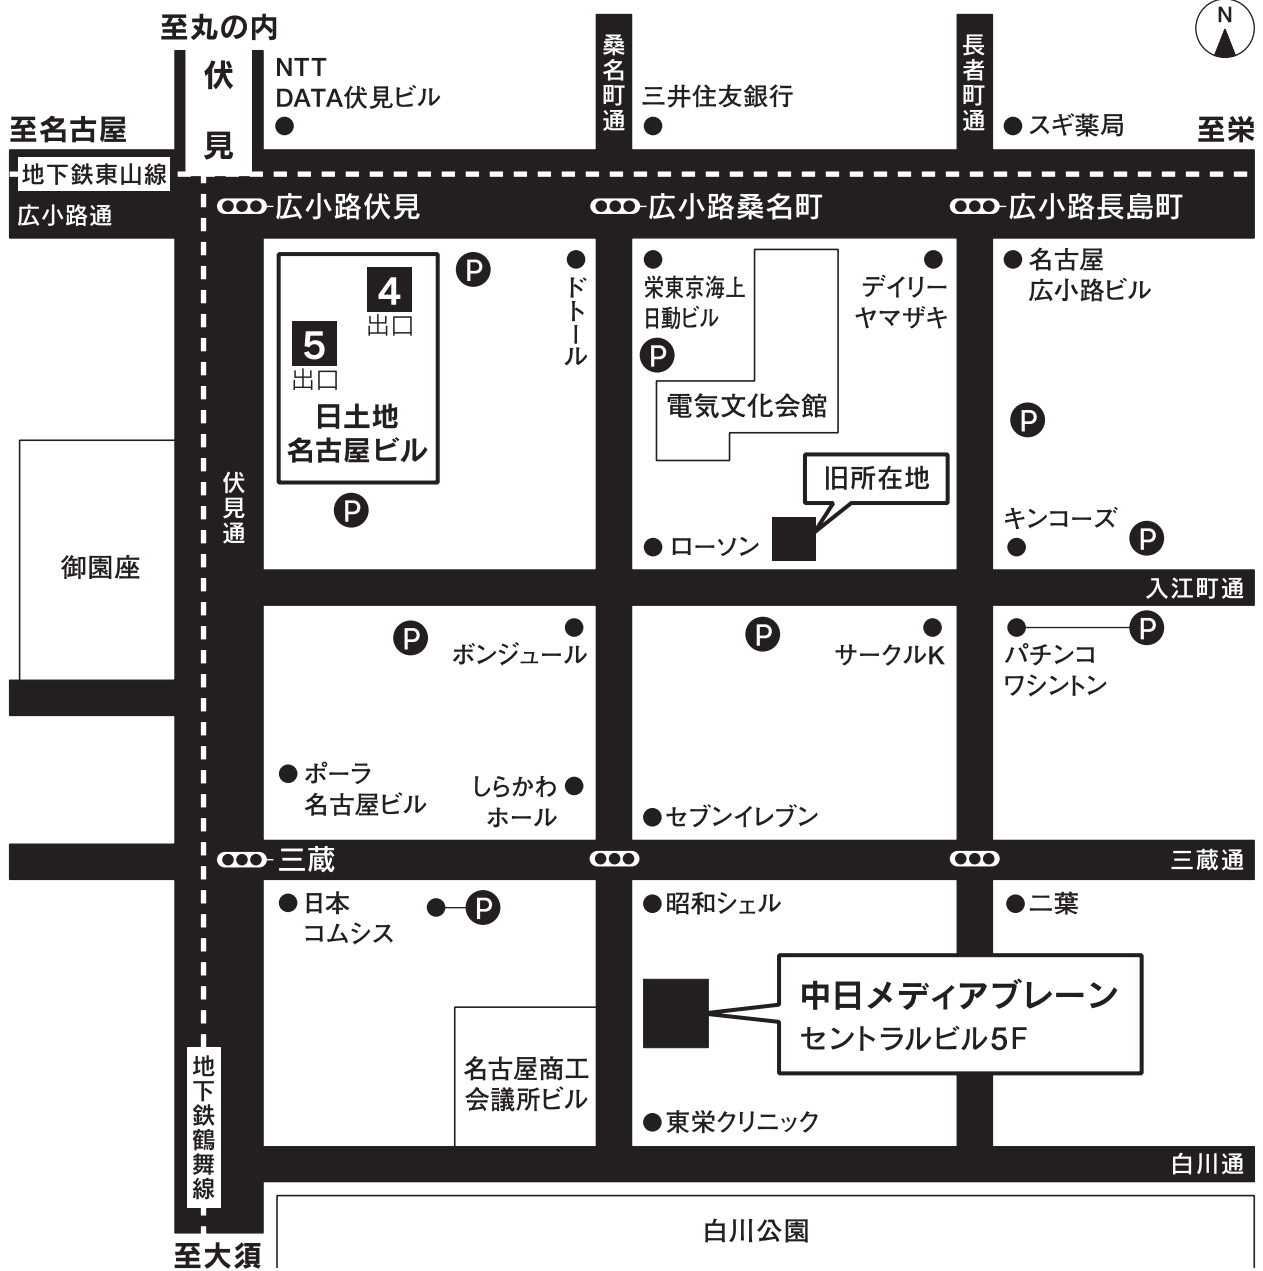 至丸の内
N
伏見
NTT
DATA伏見ビル
桑名町通
三井住友銀行
長者町通
スギ薬局
至名古屋
至栄
地下鉄東山線
広小路通
広小路伏見
広小路桑名町
広小路長島町
4
出口
5
出口
日土地
名古屋ビル
P
ドトール
栄東京海上
日動ビル
P
電気文化会館
デイリー
ヤマザキ
名古屋
広小路ビル
P
旧所在地
伏見通
P
御園座
ローソン
キンコーズ
P
入江町通
P
ボンジュール
P
サークルK
パチンコ
ワシントン
P
ポーラ
名古屋ビル
しらかわ
ホール
セブンイレブン
三蔵
三蔵通
日本
コムシス
P
昭和シェル
二葉
中日メディアブレーン
セントラルビル5F
名古屋商工
会議所ビル
東栄クリニック
地下鉄鶴舞線
白川通
白川公園
至大須